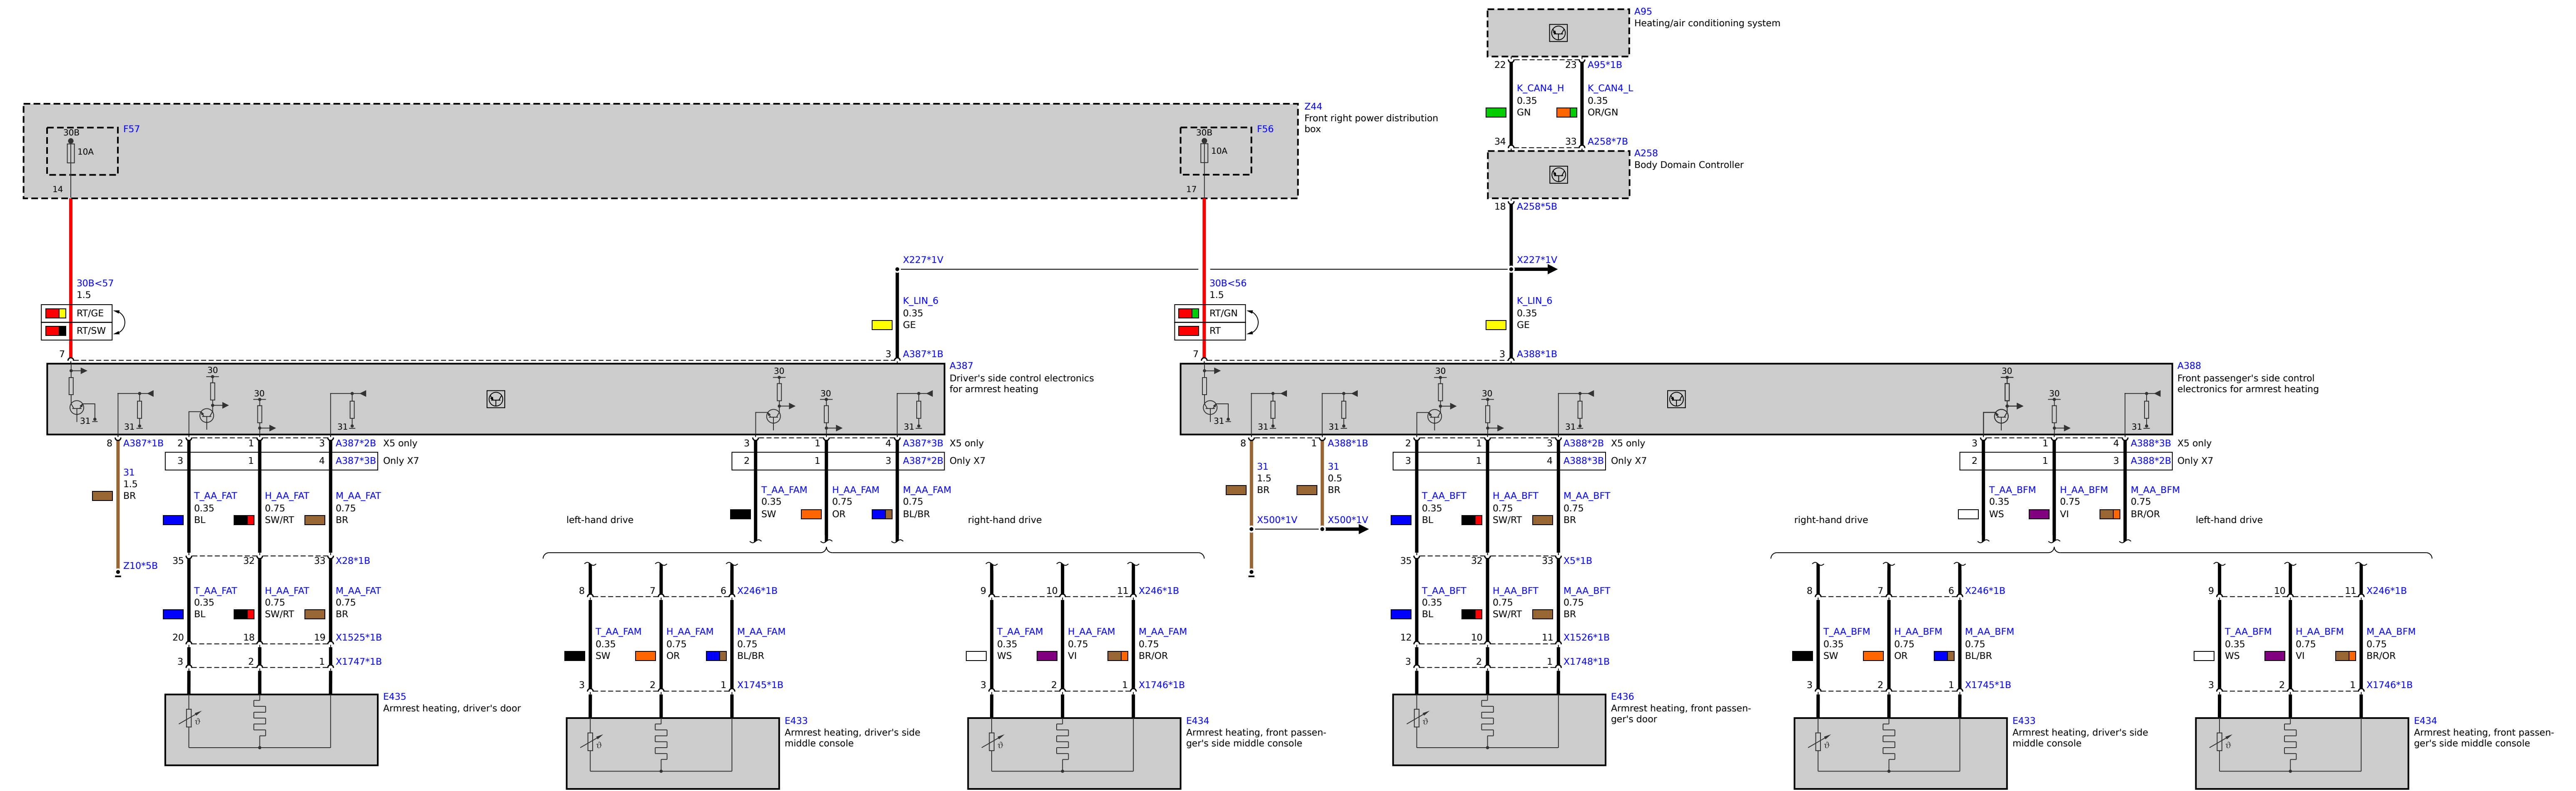 A95
Heating/air conditioning system
22
23
A95*1B
K_CAN4_H
0.35
GN
K_CAN4_L
0.35
OR/GN
34
33
A258*7B
A258
Body Domain Controller
18
A258*5B
Z44
Front right power distribution
box
F57
30B
10A
14
F56
30B
10A
17
X227*1V
X227*1V
30B<57
1.5
RT/GE
RT/SW
K_LIN_6
0.35
GE
30B<56
1.5
RT/GN
RT
K_LIN_6
0.35
GE
7
3
A387*1B
7
3
A388*1B
A387
Driver's side control electronics
for armrest heating
31
31
30
30
31
30
30
31
A388
Front passenger's side control
electronics for armrest heating
31
31
31
30
30
31
30
30
31
8
A387*1B
2
1
3
A387*2B
X5 only
3
1
4
A387*3B
Only X7
3
1
4
A387*3B
X5 only
2
1
3
A387*2B
Only X7
8
1
A388*1B
2
1
3
A388*2B
X5 only
3
1
4
A388*3B
Only X7
3
1
4
A388*3B
X5 only
2
1
3
A388*2B
Only X7
31
1.5
BR
T_AA_FAT
0.35
BL
H_AA_FAT
0.75
SW/RT
M_AA_FAT
0.75
BR
T_AA_FAM
0.35
SW
H_AA_FAM
0.75
OR
M_AA_FAM
0.75
BL/BR
31
1.5
BR
31
0.5
BR
T_AA_BFT
0.35
BL
H_AA_BFT
0.75
SW/RT
M_AA_BFT
0.75
BR
T_AA_BFM
0.35
WS
H_AA_BFM
0.75
VI
M_AA_BFM
0.75
BR/OR
left-hand drive
right-hand drive
X500*1V
X500*1V
right-hand drive
left-hand drive
Z10*5B
35
32
33
X28*1B
35
32
33
X5*1B
T_AA_FAT
0.35
BL
H_AA_FAT
0.75
SW/RT
M_AA_FAT
0.75
BR
8
7
6
X246*1B
9
10
11
X246*1B
T_AA_BFT
0.35
BL
H_AA_BFT
0.75
SW/RT
M_AA_BFT
0.75
BR
8
7
6
X246*1B
9
10
11
X246*1B
20
18
19
X1525*1B
3
2
1
X1747*1B
T_AA_FAM
0.35
SW
H_AA_FAM
0.75
OR
M_AA_FAM
0.75
BL/BR
T_AA_FAM
0.35
WS
H_AA_FAM
0.75
VI
M_AA_FAM
0.75
BR/OR
12
10
11
X1526*1B
3
2
1
X1748*1B
T_AA_BFM
0.35
SW
H_AA_BFM
0.75
OR
M_AA_BFM
0.75
BL/BR
T_AA_BFM
0.35
WS
H_AA_BFM
0.75
VI
M_AA_BFM
0.75
BR/OR
3
2
1
X1745*1B
3
2
1
X1746*1B
3
2
1
X1745*1B
3
2
1
X1746*1B
ϑ
E435
Armrest heating, driver's door
ϑ
E433
Armrest heating, driver's side
middle console
ϑ
E434
Armrest heating, front passen-
ger's side middle console
ϑ
E436
Armrest heating, front passen-
ger's door
ϑ
E433
Armrest heating, driver's side
middle console
ϑ
E434
Armrest heating, front passen-
ger's side middle console